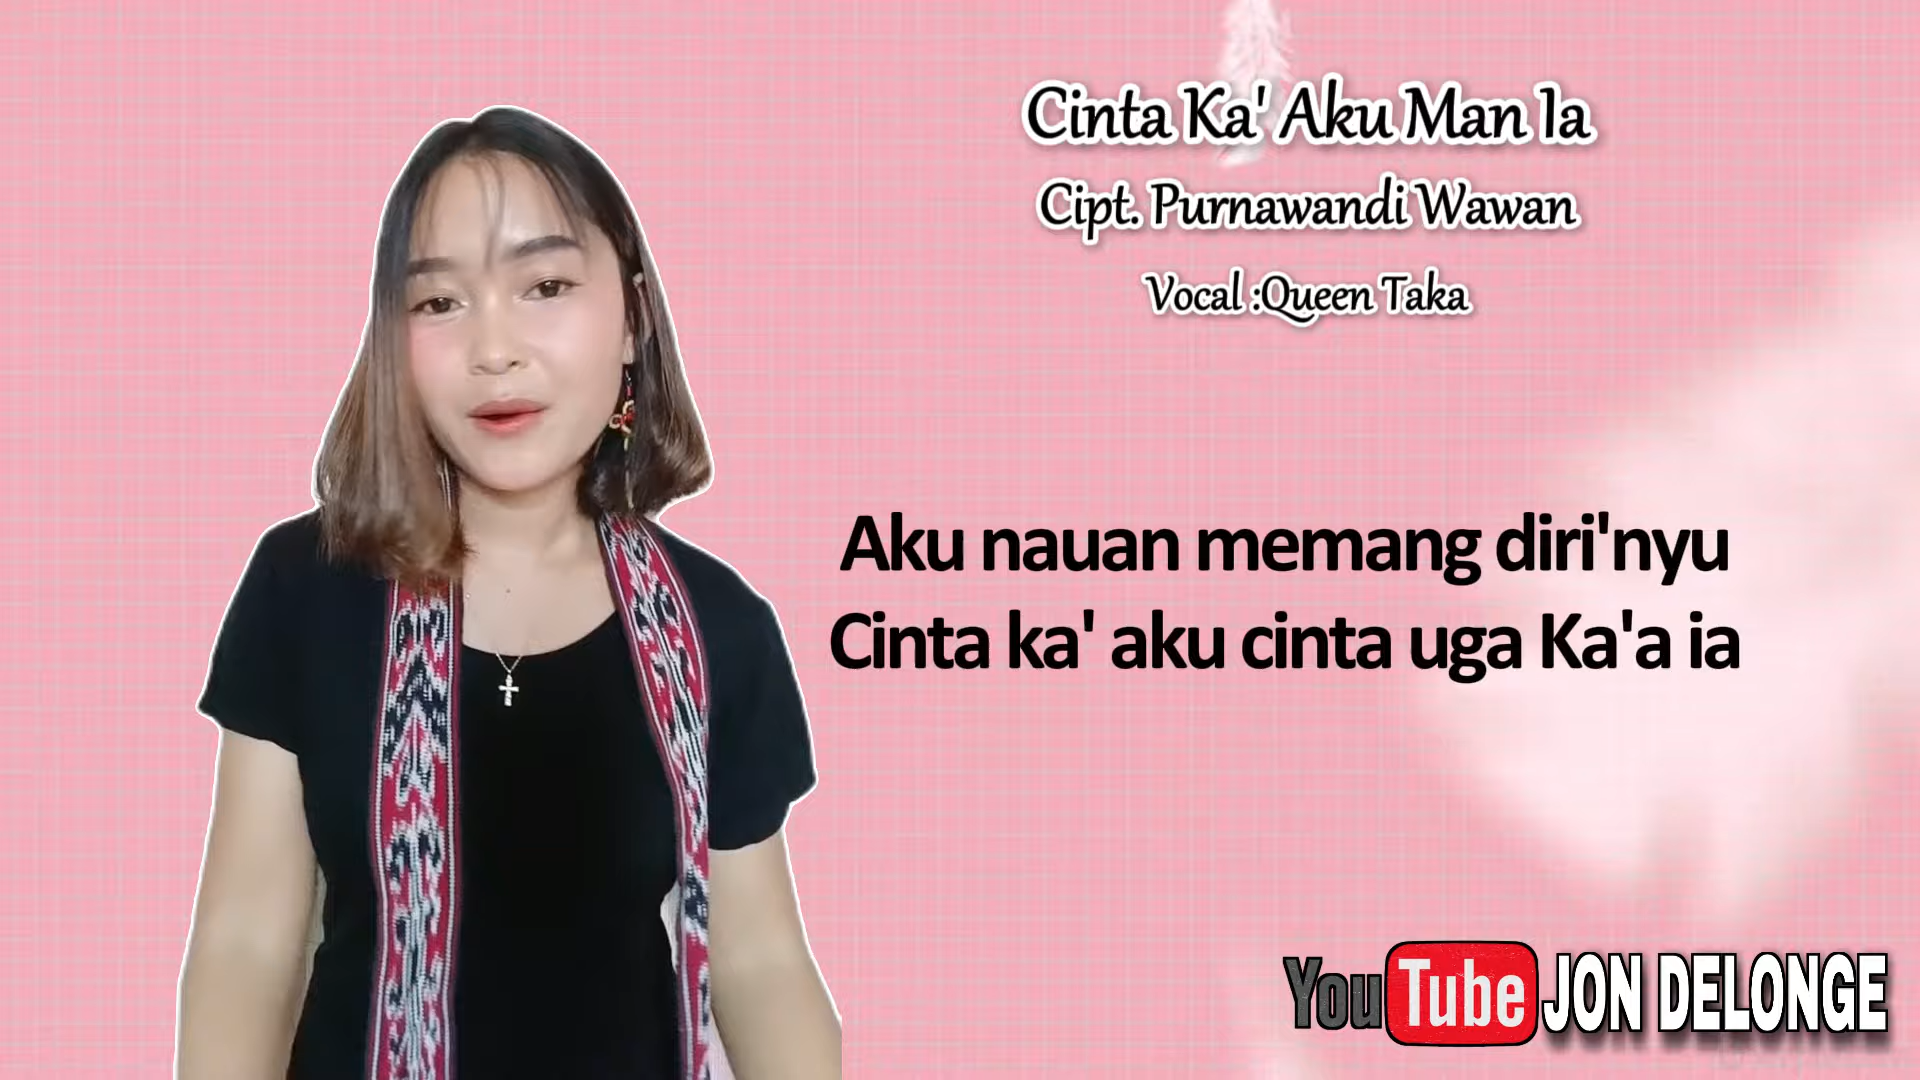 Cinta Ka' Aku Man Ia
Cipt. Purnawandi Wawan
Vocal :Queen Taka
Aku nauan memang diri'nyu
Cinta ka' aku cinta uga Ka'a ia
YouTube JON DELONGE